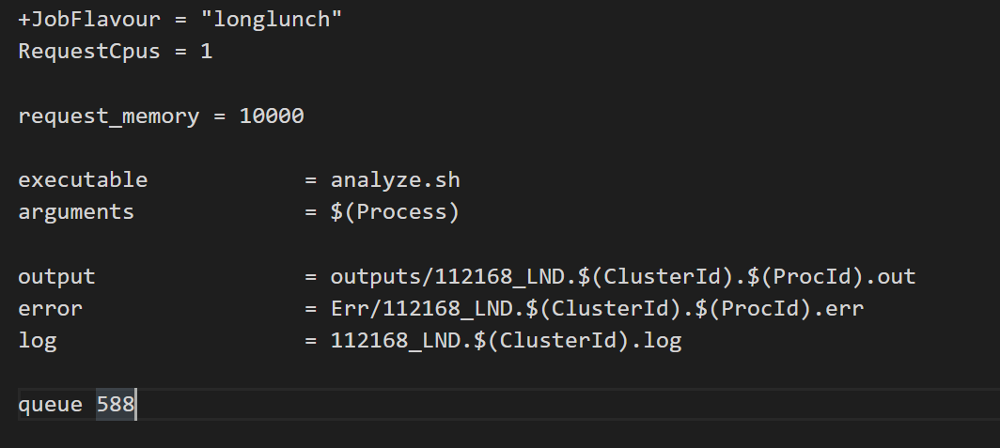 +JobFlavour = "longlunch"
RequestCpus = 1
request_memory = 10000
executable = analyze.sh
arguments = $(Process)
output = outputs/112168_LND.$(ClusterId).$(ProcId).out
error = Err/112168_LND.$(ClusterId).$(ProcId).err
log = 112168_LND.$(ClusterId).log
queue 588